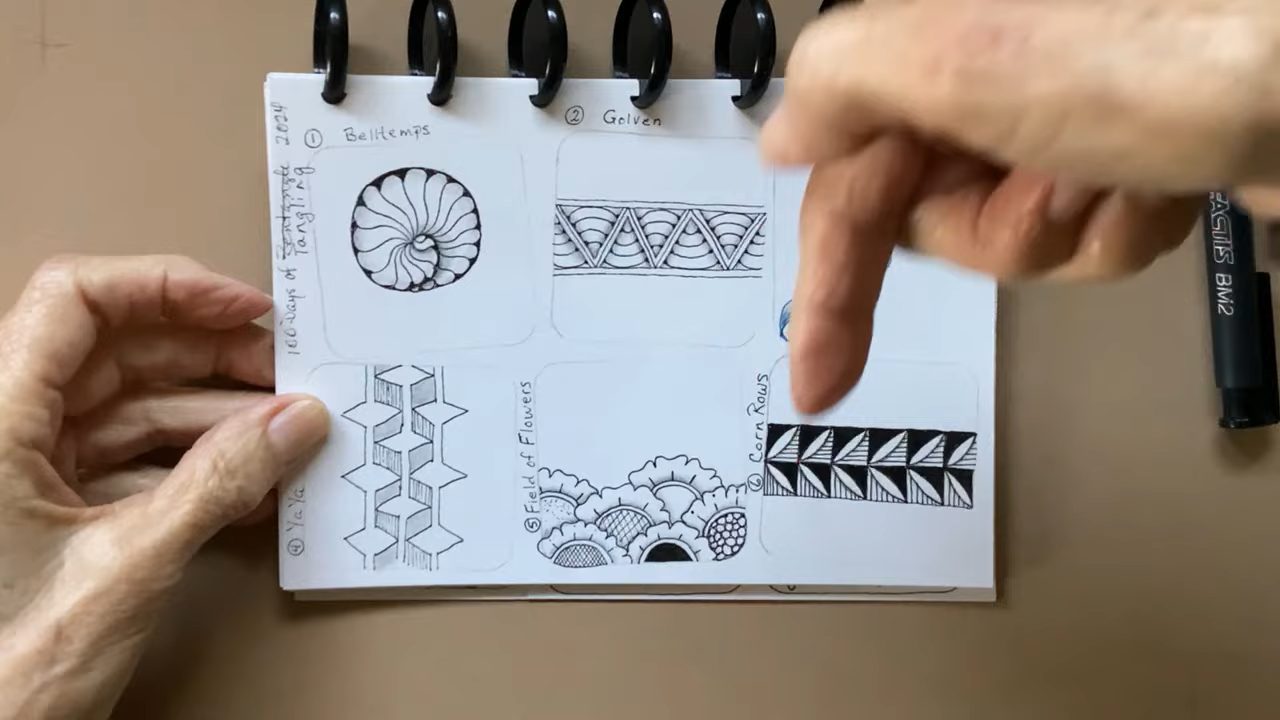 100 Days of Zentangle 2024
Tangling
① Belltemps
② Golven
④ YaYa
⑤ Field of Flowers
⑥ Corn Rows
BM2